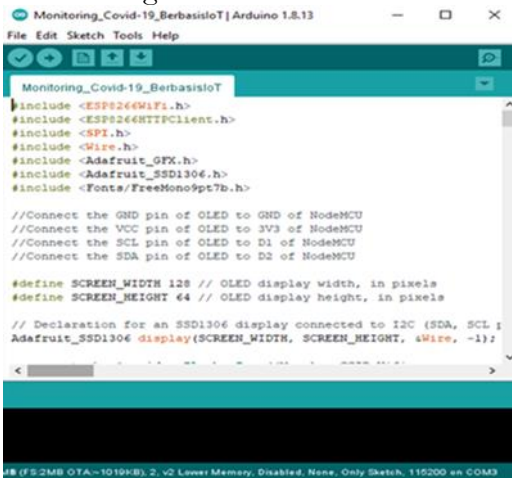 Monitoring_Covid-19_BerbasisIoT | Arduino 1.8.13
File Edit Sketch Tools Help
Monitoring_Covid-19_BerbasisIoT
#include <ESP8266WiFi.h>
#include <ESP8266HTTPClient.h>
#include <SPI.h>
#include <Wire.h>
#include <Adafruit_GFX.h>
#include <Adafruit_SSD1306.h>
#include <Fonts/FreeMono9pt7b.h>
//Connect the GND pin of OLED to GND of NodeMCU
//Connect the VCC pin of OLED to 3V3 of NodeMCU
//Connect the SCL pin of OLED to D1 of NodeMCU
//Connect the SDA pin of OLED to D2 of NodeMCU
#define SCREEN_WIDTH 128 // OLED display width, in pixels
#define SCREEN_HEIGHT 64 // OLED display height, in pixels
// Declaration for an SSD1306 display connected to I2C (SDA, SCL p
Adafruit_SSD1306 display(SCREEN_WIDTH, SCREEN_HEIGHT, &Wire, -1);
MB (FS:2MB OTA:~1019KB), 2, v2 Lower Memory, Disabled, None, Only Sketch, 115200 on COM3